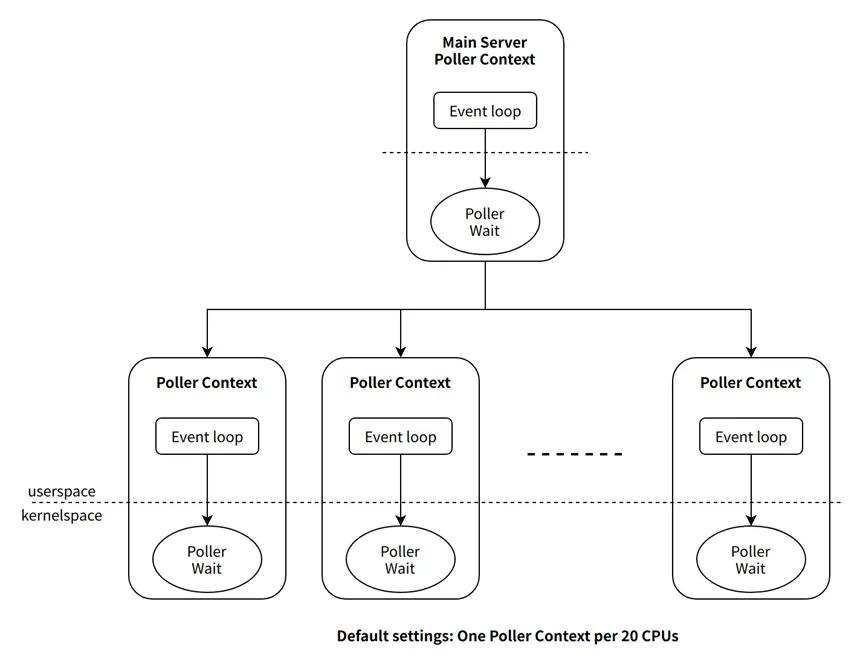 Main Server
Poller Context
Event loop
Poller
Wait
Poller Context
Event loop
Poller
Wait
Poller Context
Event loop
Poller
Wait
Poller Context
Event loop
Poller
Wait
userspace
kernelspace
Default settings: One Poller Context per 20 CPUs